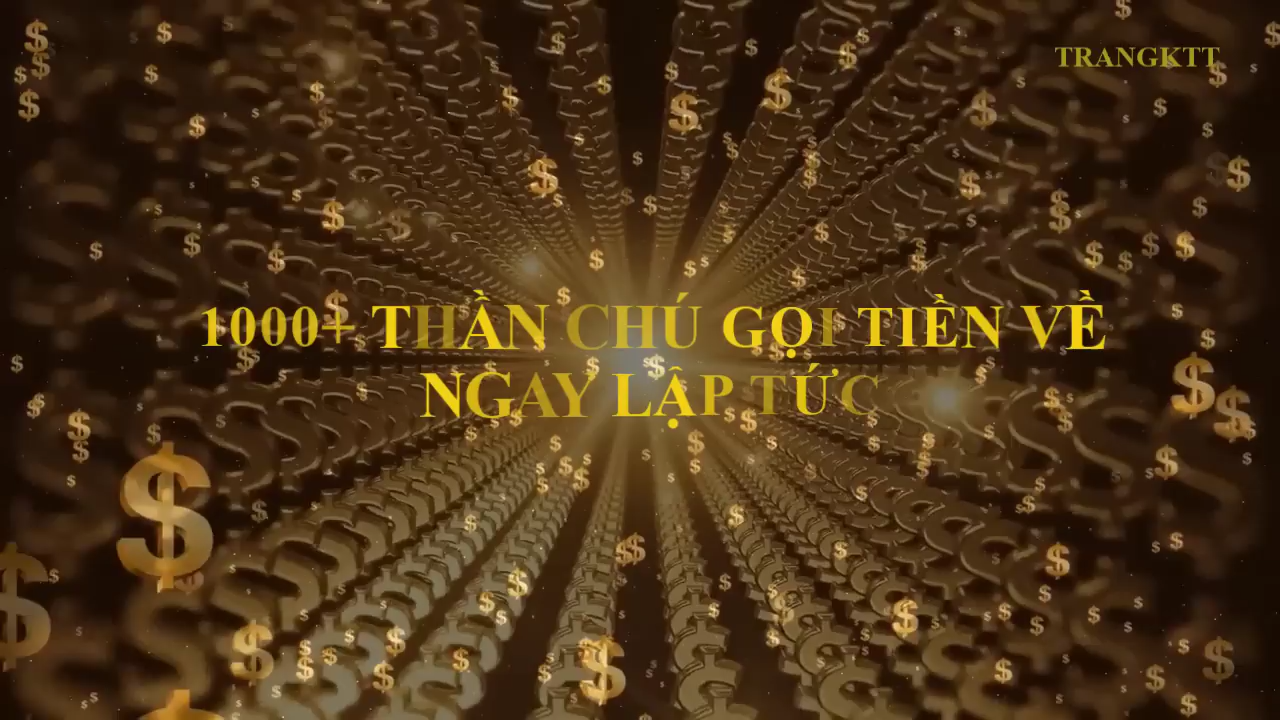 TRANGKTT
1000+ THẦN CHÚ GỌI TIỀN VỀ
NGAY LẬP TỨC